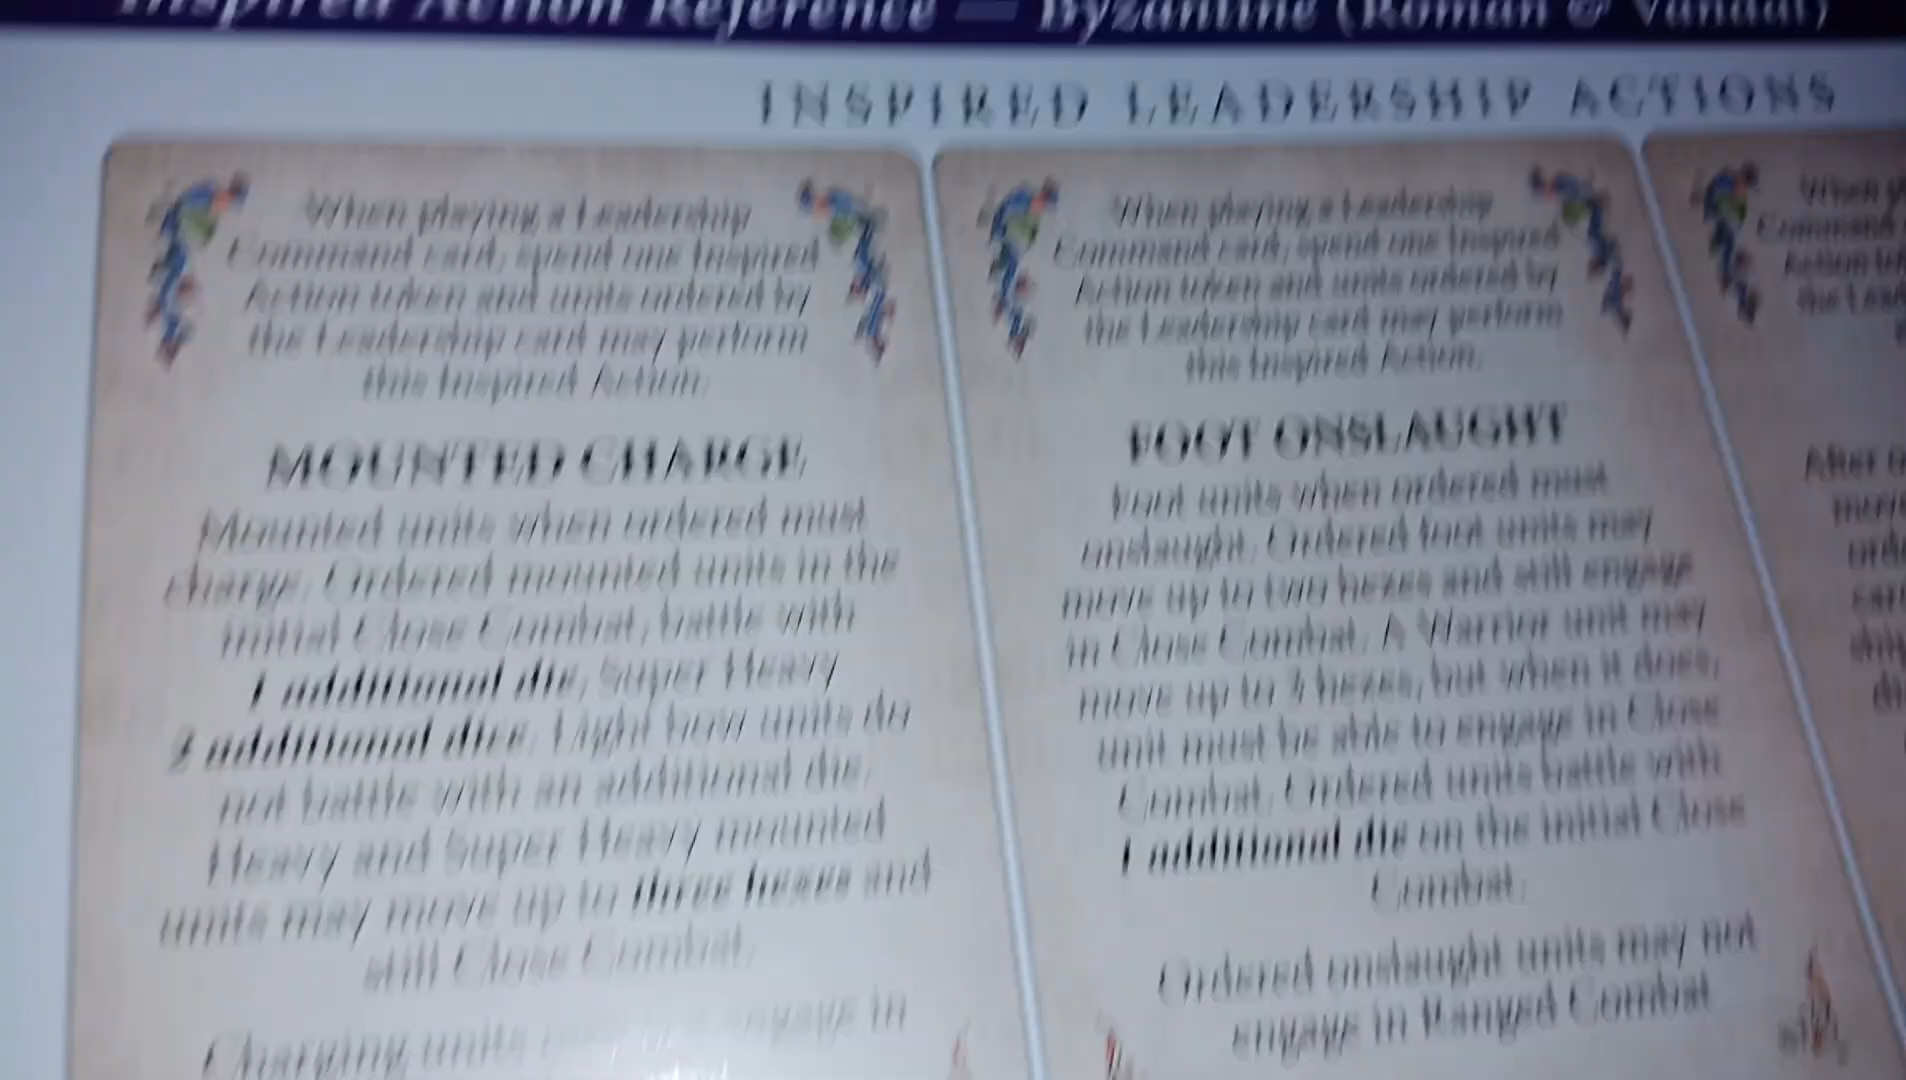 Inspired Action Reference — Byzantine (Roman & Vandal)
INSPIRED LEADERSHIP ACTIONS
When playing a Leadership
Command card, spend one Inspired
Action token and units ordered by
the Leadership card may perform
this Inspired Action.
MOUNTED CHARGE
Mounted units when ordered must
charge. Ordered mounted units in the
initial Close Combat, battle with
1 additional die, Super Heavy
2 additional dice. Light bow units do
not battle with an additional die.
Heavy and Super Heavy mounted
units may move up to three hexes and
still Close Combat.
Charging units engage in
When playing a Leadership
Command card, spend one Inspired
Action token and units ordered by
the Leadership card may perform
this Inspired Action.
FOOT ONSLAUGHT
Foot units when ordered must
onslaught. Ordered foot units may
move up to two hexes and still engage
in Close Combat. A Warrior unit may
move up to 3 hexes, but when it does,
unit must be able to engage in Close
Combat. Ordered units battle with
1 additional die on the initial Close
Combat.
Ordered onslaught units may not
engage in Ranged Combat
When
Command
Action
the
After